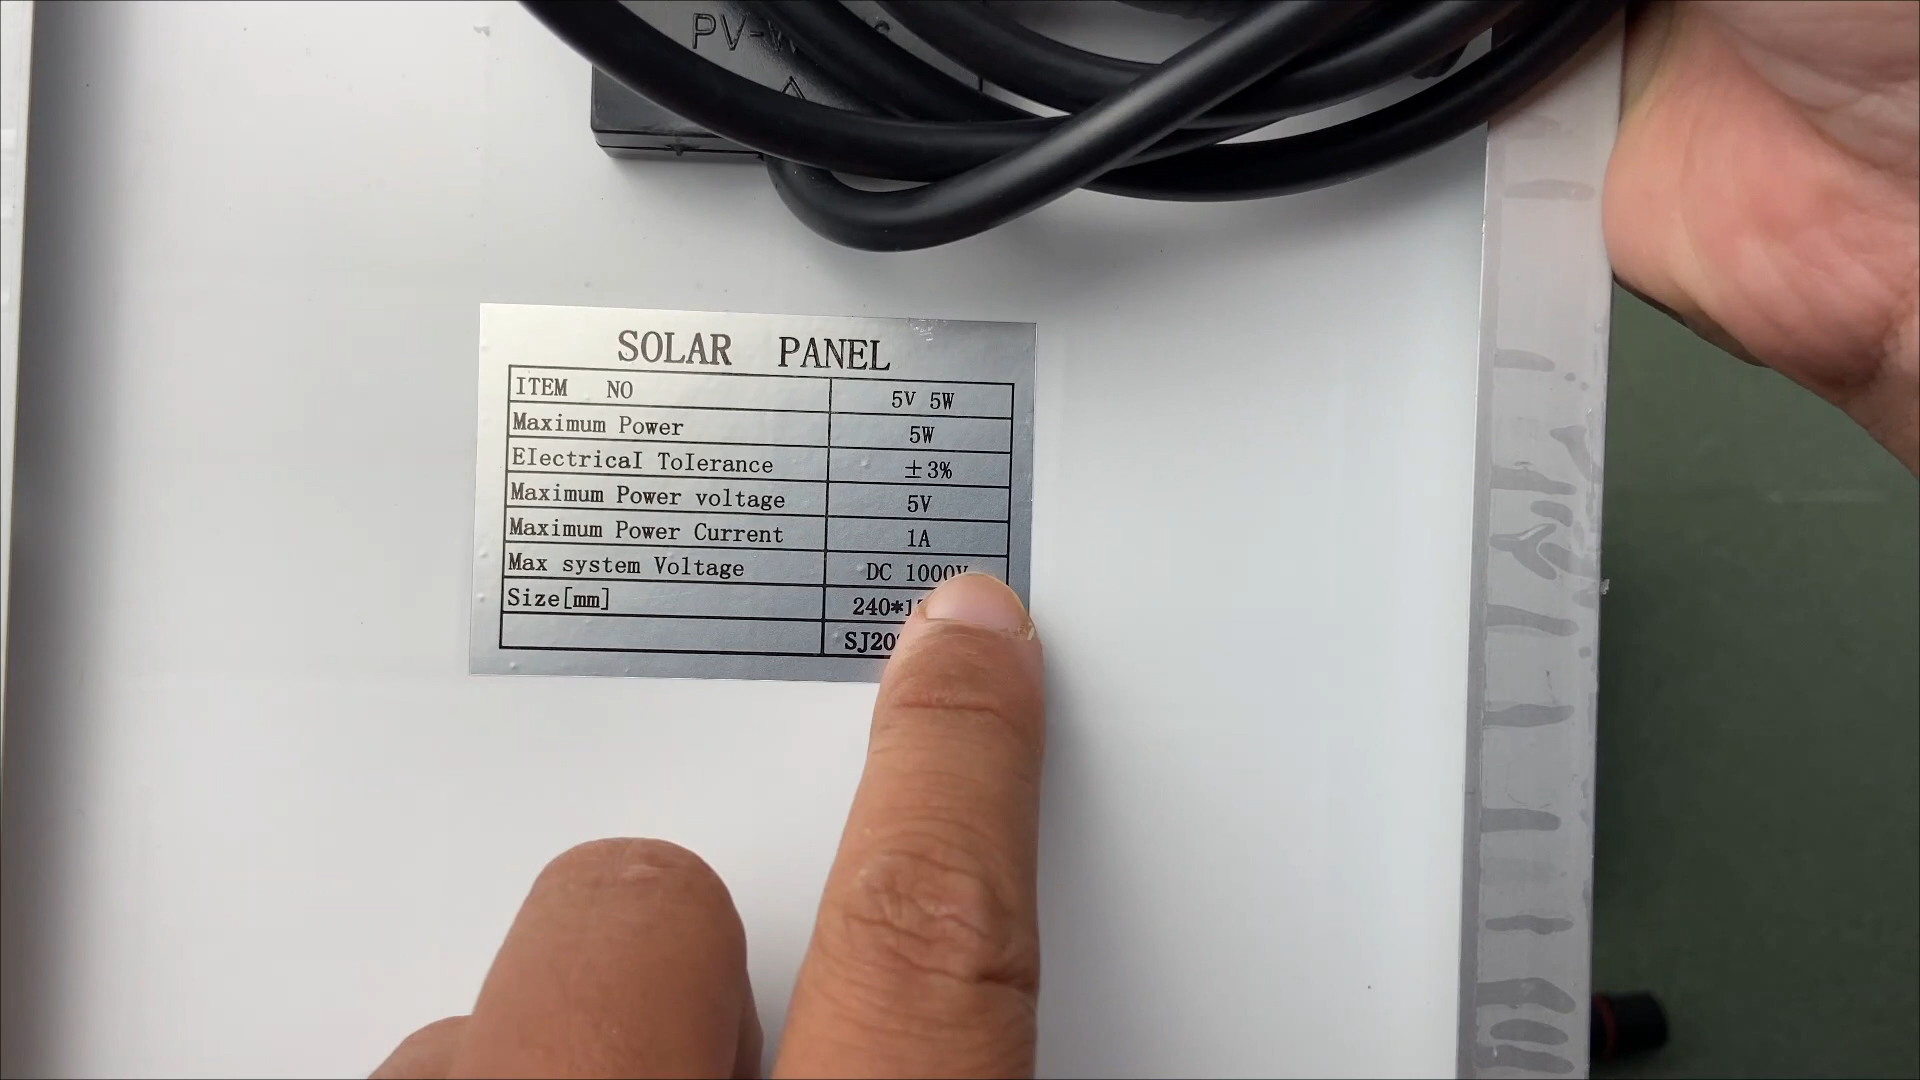 SOLAR PANEL
ITEM NO 5V 5W
Maximum Power 5W
EIectricaI ToIerance ±3%
Maximum Power voltage 5V
Maximum Power Current 1A
Max system Voltage DC 1000V
Size[mm]